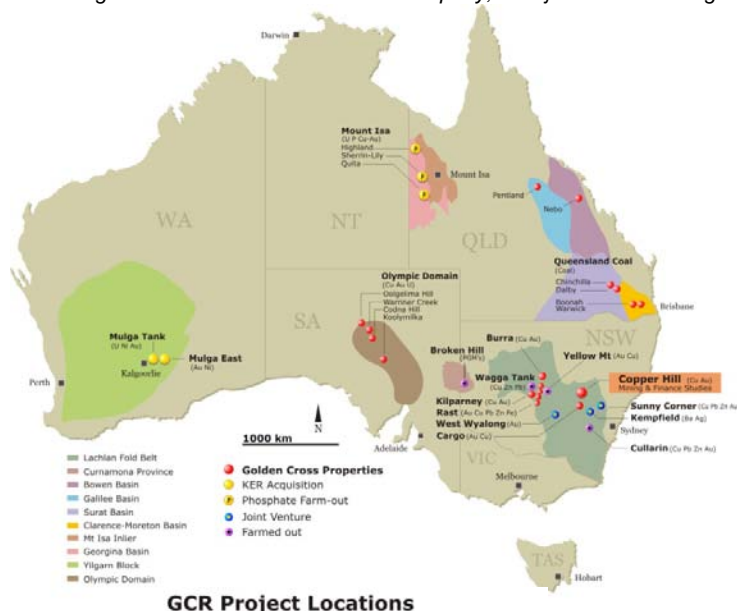 Darwin
Mount Isa
(U P Cu-Au)
Highland
Sherrin-Lily
Quita
Mount Isa
Pentland
Nebo
WA
NT
QLD
Queensland Coal
(Coal)
Chinchilla
Dalby
Boonah
Warwick
Brisbane
Olympic Domain
(Cu Au U)
Oolgelima Hill
Warriner Creek
Codna Hill
Koolymilka
SA
NSW
Mulga Tank
(U Ni Au)
Mulga East
(Au Ni)
Kalgoorlie
Perth
Burra (Cu Au)
Yellow Mt (Au Cu)
Broken Hill
Wagga Tank
(Cu Zn Pb)
Copper Hill (Cu Au)
Mining & Finance Studies
Kilparney (Cu Au)
Rast (Au Cu Pb Zn Fe)
West Wyalong (Au)
Cargo (Au Cu)
Sunny Corner (Cu Pb Zn Au)
Kempfield (Ba Ag)
Sydney
Cullarin (Cu Pb Zn Au)
N
1000 km
Adelaide
VIC
Melbourne
TAS
Hobart
Lachlan Fold Belt
Curnamona Province
Bowen Basin
Galilee Basin
Surat Basin
Clarence-Moreton Basin
Mt Isa Inlier
Georgina Basin
Yilgarn Block
Olympic Domain
Golden Cross Properties
KER Acquisition
P Phosphate Farm-out
Joint Venture
Farmed out
GCR Project Locations